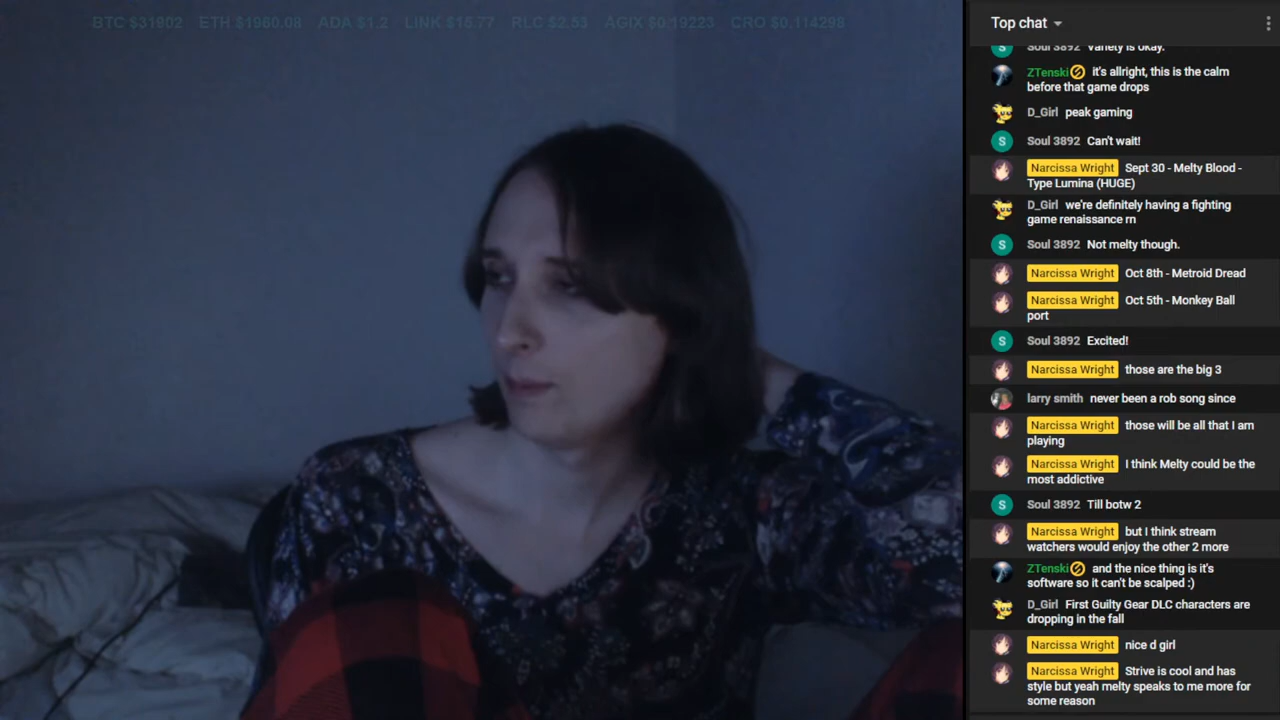 BTC $31902 ETH $1960.08 ADA $1.2 LINK $15.77 RLC $2.53 AGIX $0.19223 CRO $0.114298
Top chat
Soul 3892 Variety is okay.
ZTenski it's allright, this is the calm
before that game drops
D_Girl peak gaming
S Soul 3892 Can't wait!
Narcissa Wright Sept 30 - Melty Blood -
Type Lumina (HUGE)
D_Girl we're definitely having a fighting
game renaissance rn
S Soul 3892 Not melty though.
Narcissa Wright Oct 8th - Metroid Dread
Narcissa Wright Oct 5th - Monkey Ball
port
S Soul 3892 Excited!
Narcissa Wright those are the big 3
larry smith never been a rob song since
Narcissa Wright those will be all that I am
playing
Narcissa Wright I think Melty could be the
most addictive
S Soul 3892 Till botw 2
Narcissa Wright but I think stream
watchers would enjoy the other 2 more
ZTenski and the nice thing is it's
software so it can't be scalped :)
D_Girl First Guilty Gear DLC characters are
dropping in the fall
Narcissa Wright nice d girl
Narcissa Wright Strive is cool and has
style but yeah melty speaks to me more for
some reason